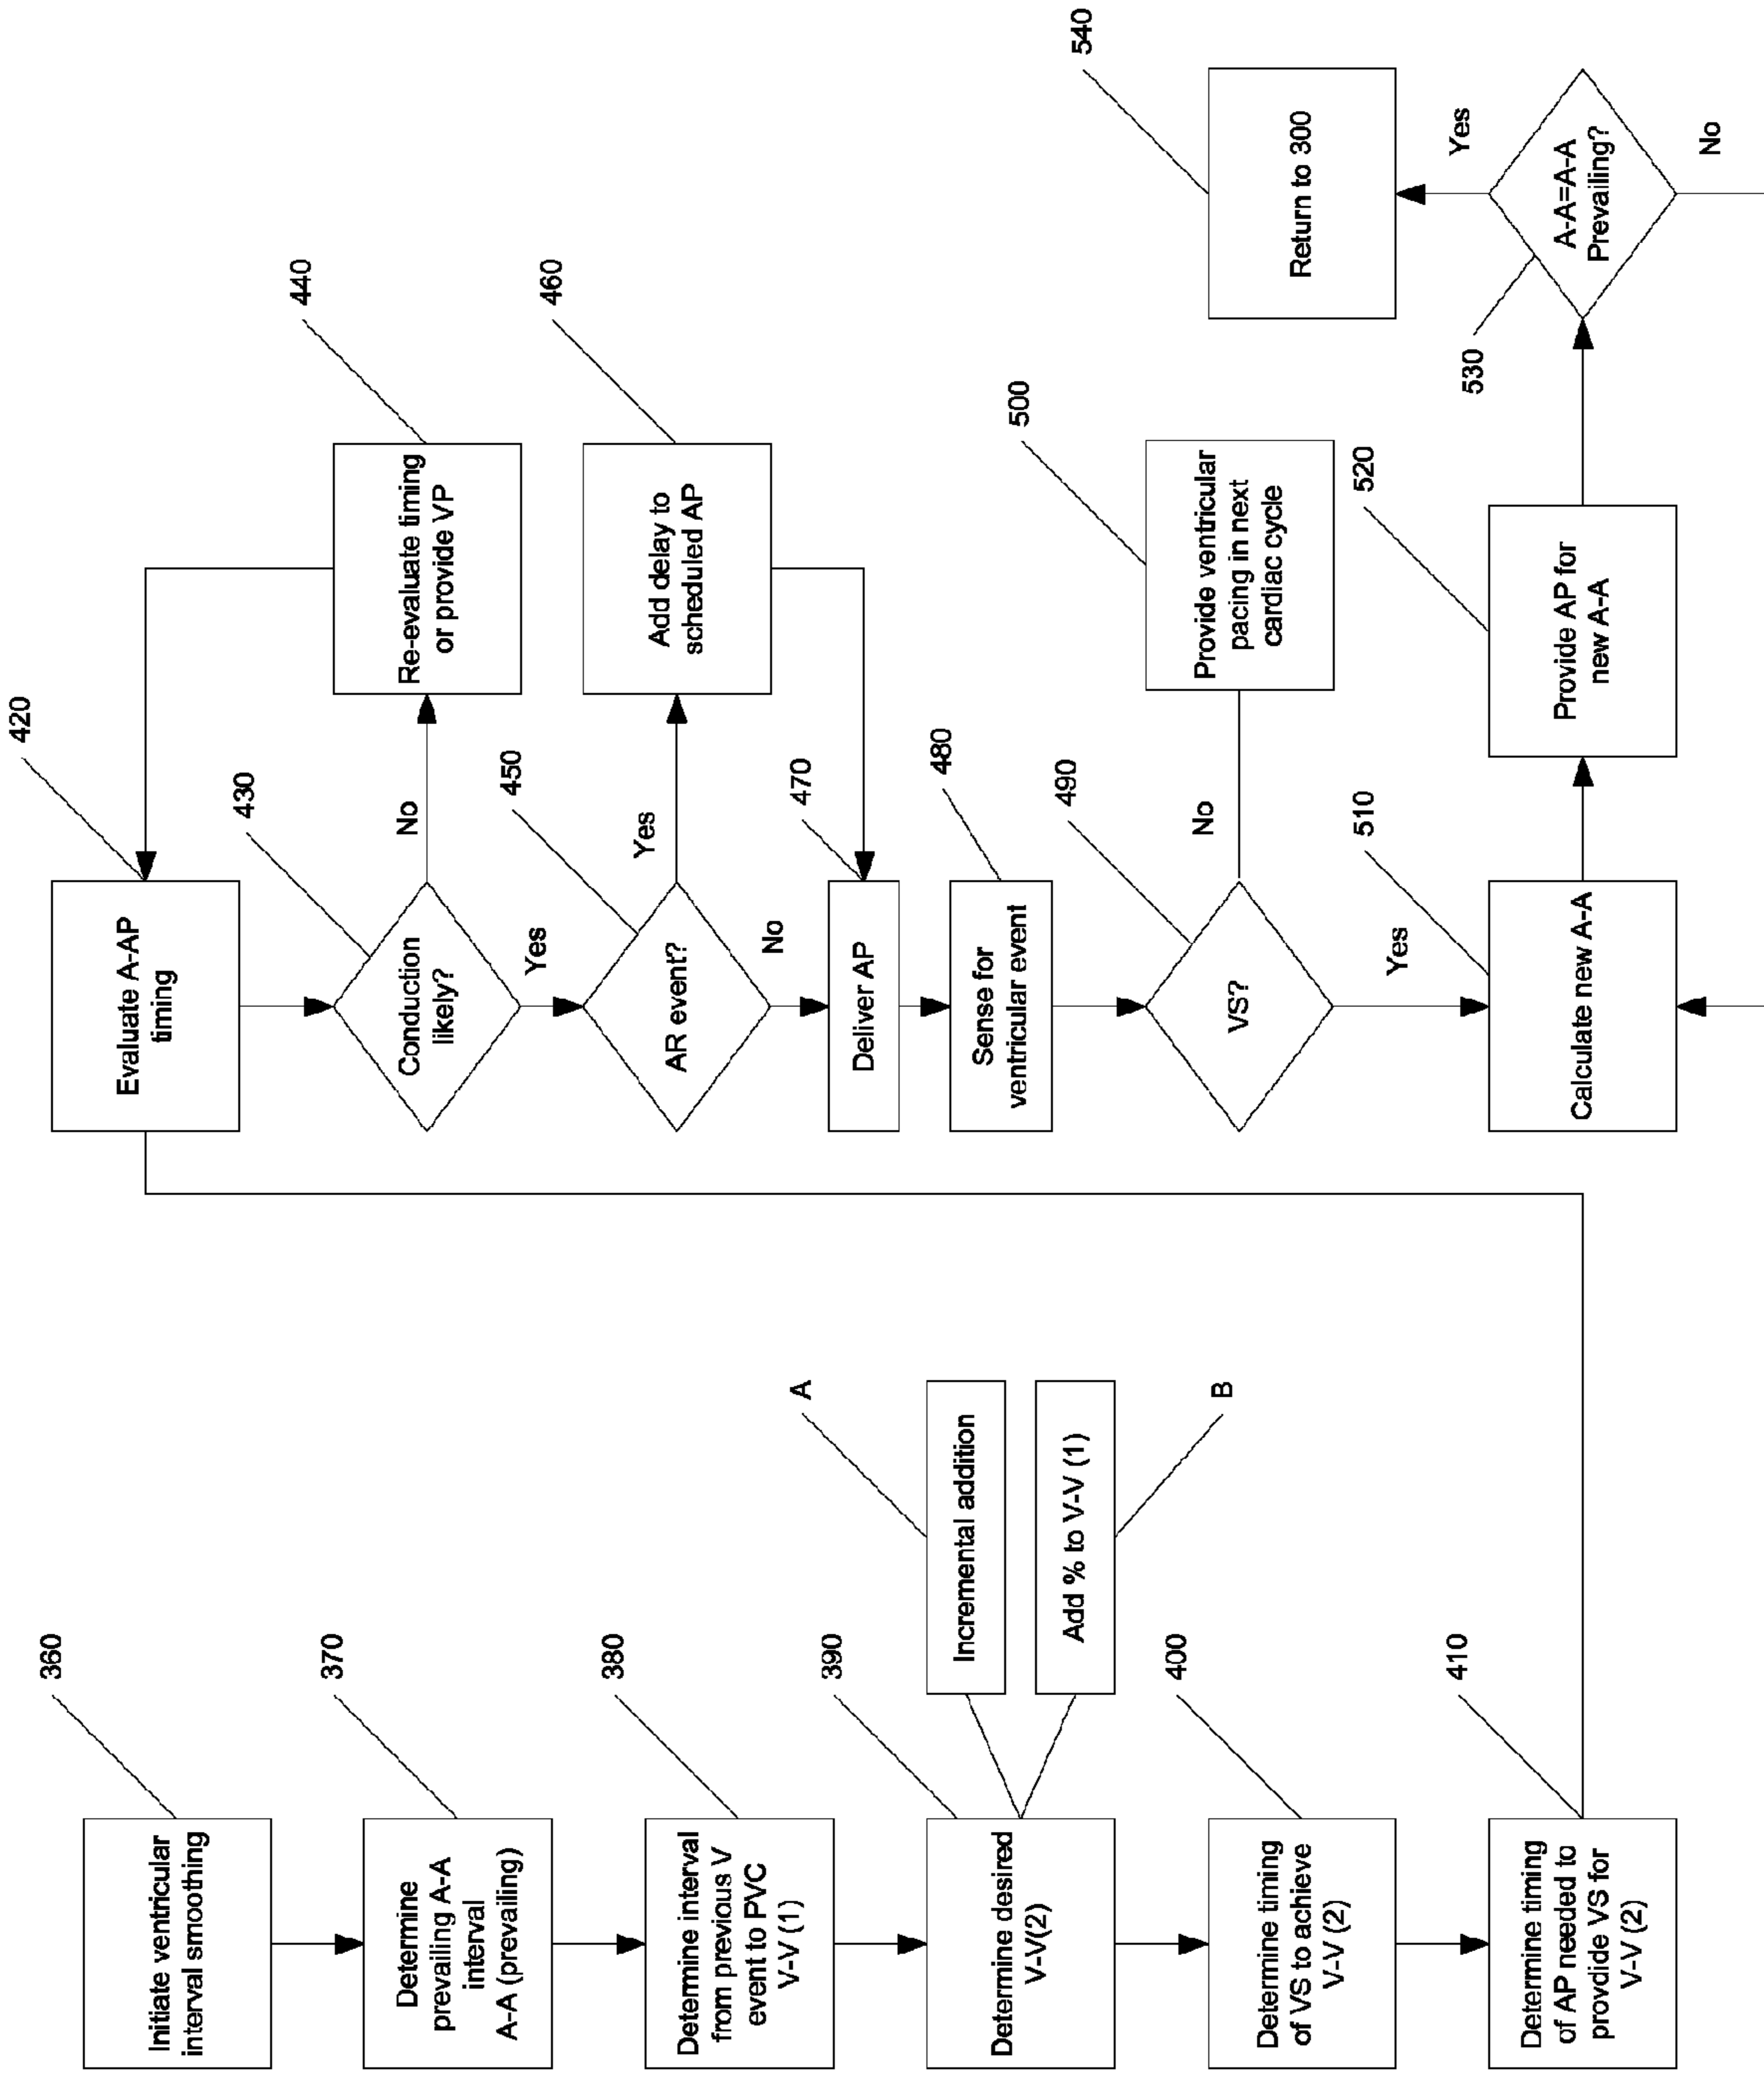 360
Initiate ventricular
interval smoothing
370
Determine
prevailing A-A
interval
A-A (prevailing)
380
Determine interval
from previous V
event to PVC
V-V (1)
390
Determine desired
V-V(2)
A
Incremental addition
Add % to V-V (1)
B
400
Determine timing
of VS to achieve
V-V (2)
410
Determine timing
of AP needed to
provdide VS for
V-V (2)
420
Evaluate A-AP
timing
430
Conduction
likely?
No
Yes
440
Re-evaluate timing
or provide VP
450
AR event?
Yes
No
460
Add delay to
scheduled AP
470
Deliver AP
480
Sense for
ventricular event
490
VS?
No
Yes
500
Provide ventricular
pacing in next
cardiac cycle
510
Calculate new A-A
520
Provide AP for
new A-A
530
A-A=A-A
Prevailing?
Yes
No
540
Return to 300